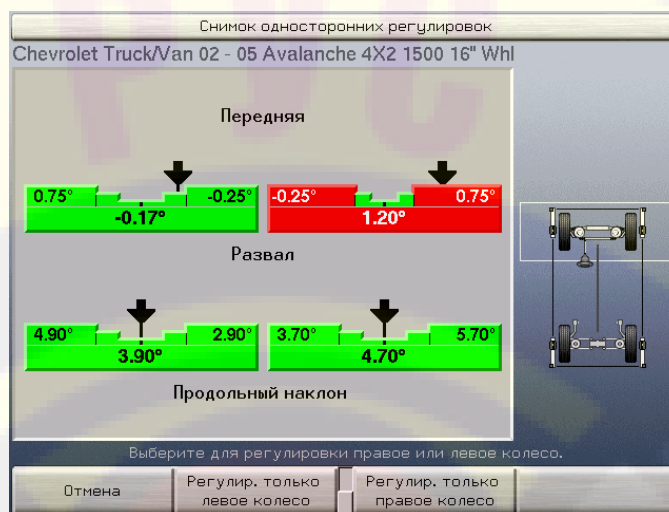 Снимок односторонних регулировок
Chevrolet Truck/Van 02 - 05 Avalanche 4X2 1500 16" Whl
Передняя
0.75° -0.25° -0.25° 0.75°
-0.17° 1.20°
Развал
4.90° 2.90° 3.70° 5.70°
3.90° 4.70°
Продольный наклон
Выберите для регулировки правое или левое колесо.
Отмена
Регулир. только левое колесо
Регулир. только правое колесо